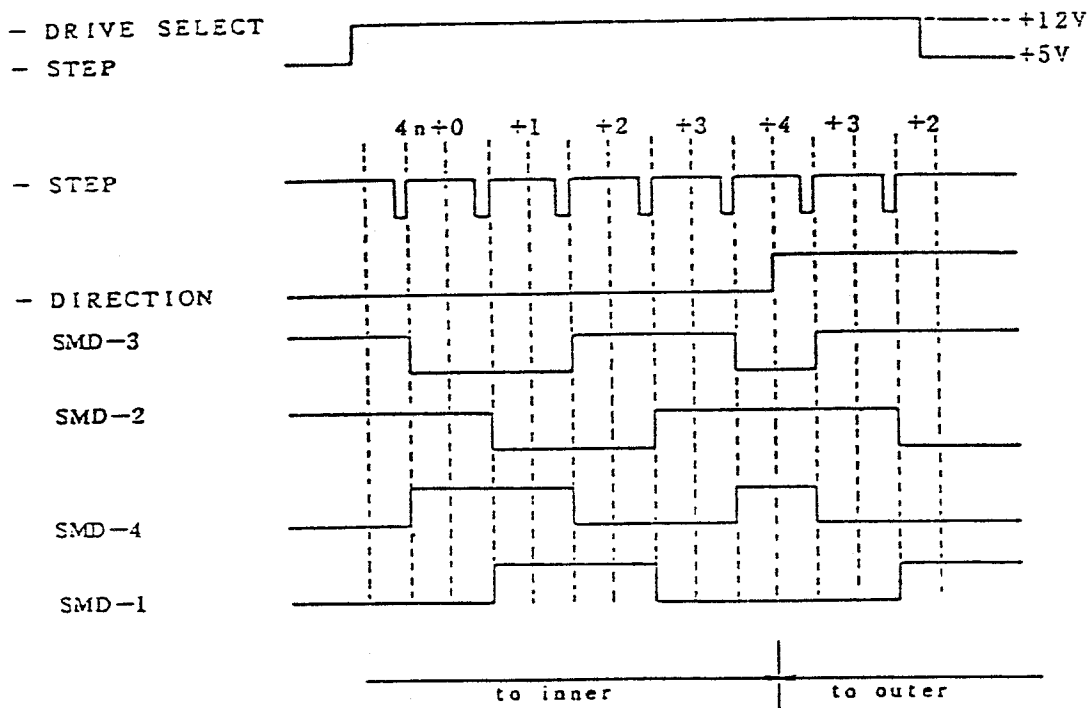 — DRIVE SELECT
+12V
— STEP
+5V
4n÷0 ÷1 ÷2 ÷3 ÷4 ÷3 ÷2
— STEP
— DIRECTION
SMD—3
SMD—2
SMD—4
SMD—1
to inner
to outer